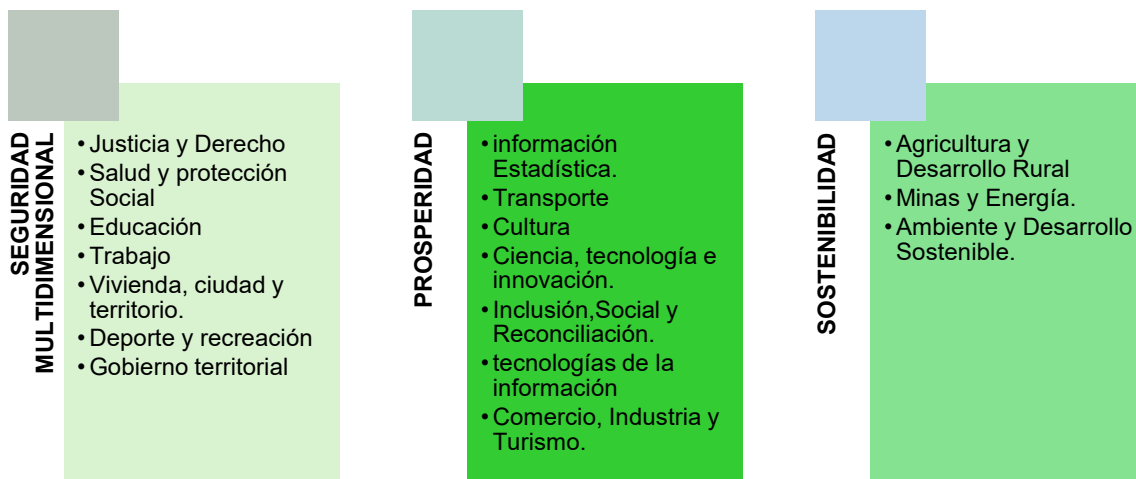 SEGURIDAD
MULTIDIMENSIONAL
• Justicia y Derecho
• Salud y protección
Social
• Educación
• Trabajo
• Vivienda, ciudad y
territorio.
• Deporte y recreación
• Gobierno territorial
PROSPERIDAD
• información
Estadística.
• Transporte
• Cultura
• Ciencia, tecnología e
innovación.
• Inclusión,Social y
Reconciliación.
• tecnologías de la
información
• Comercio, Industria y
Turismo.
SOSTENIBILIDAD
• Agricultura y
Desarrollo Rural
• Minas y Energía.
• Ambiente y Desarrollo
Sostenible.